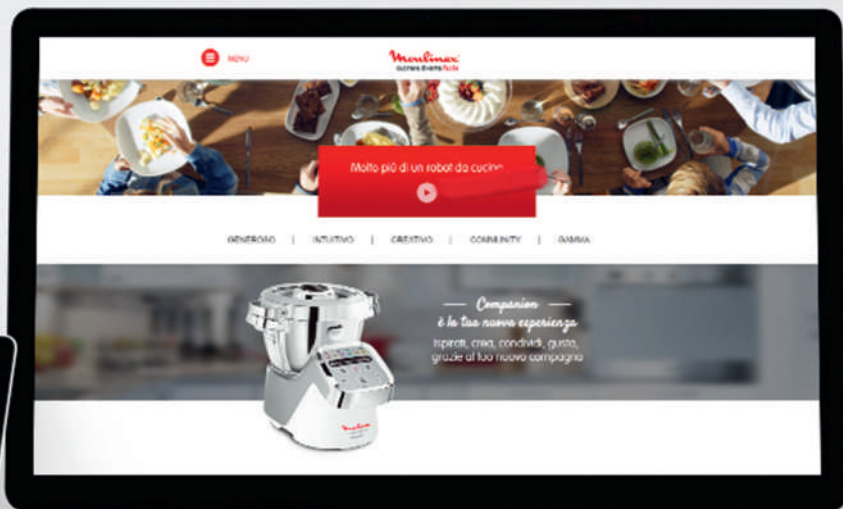 MENU
Moulinex
cucinare diventa facile
Molto più di un robot da cucina
GENEROSO | INTUITIVO | CREATIVO | COMMUNITY | GAMMA
Companion
è la tua nuova esperienza
Ispirati, crea, condividi, gusta,
grazie al tuo nuovo compagno
Moulinex